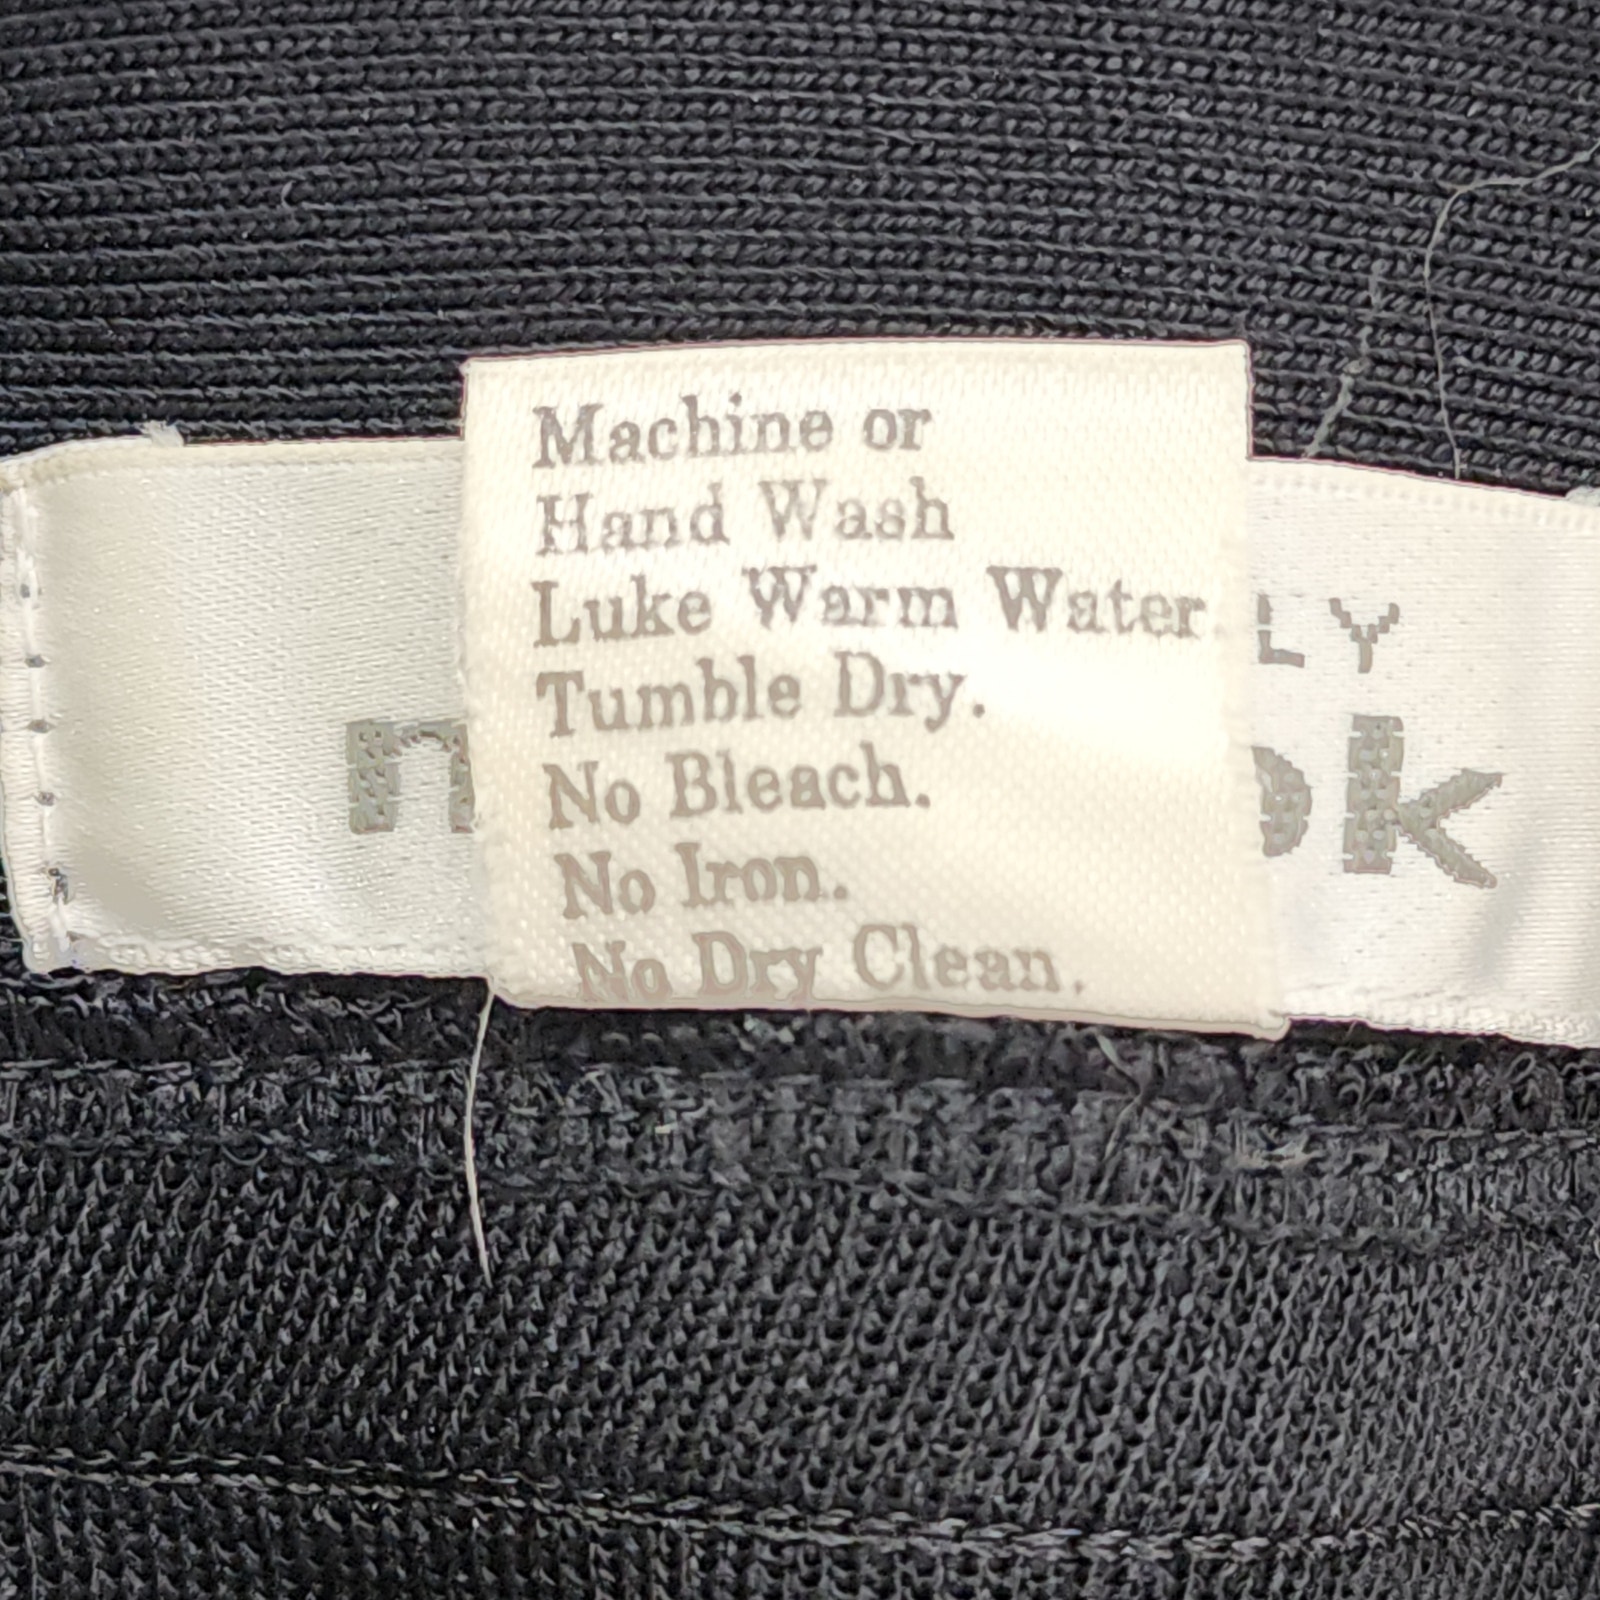 Machine or
Hand Wash
Luke Warm Water.
Tumble Dry.
No Bleach.
No Iron.
No Dry Clean.